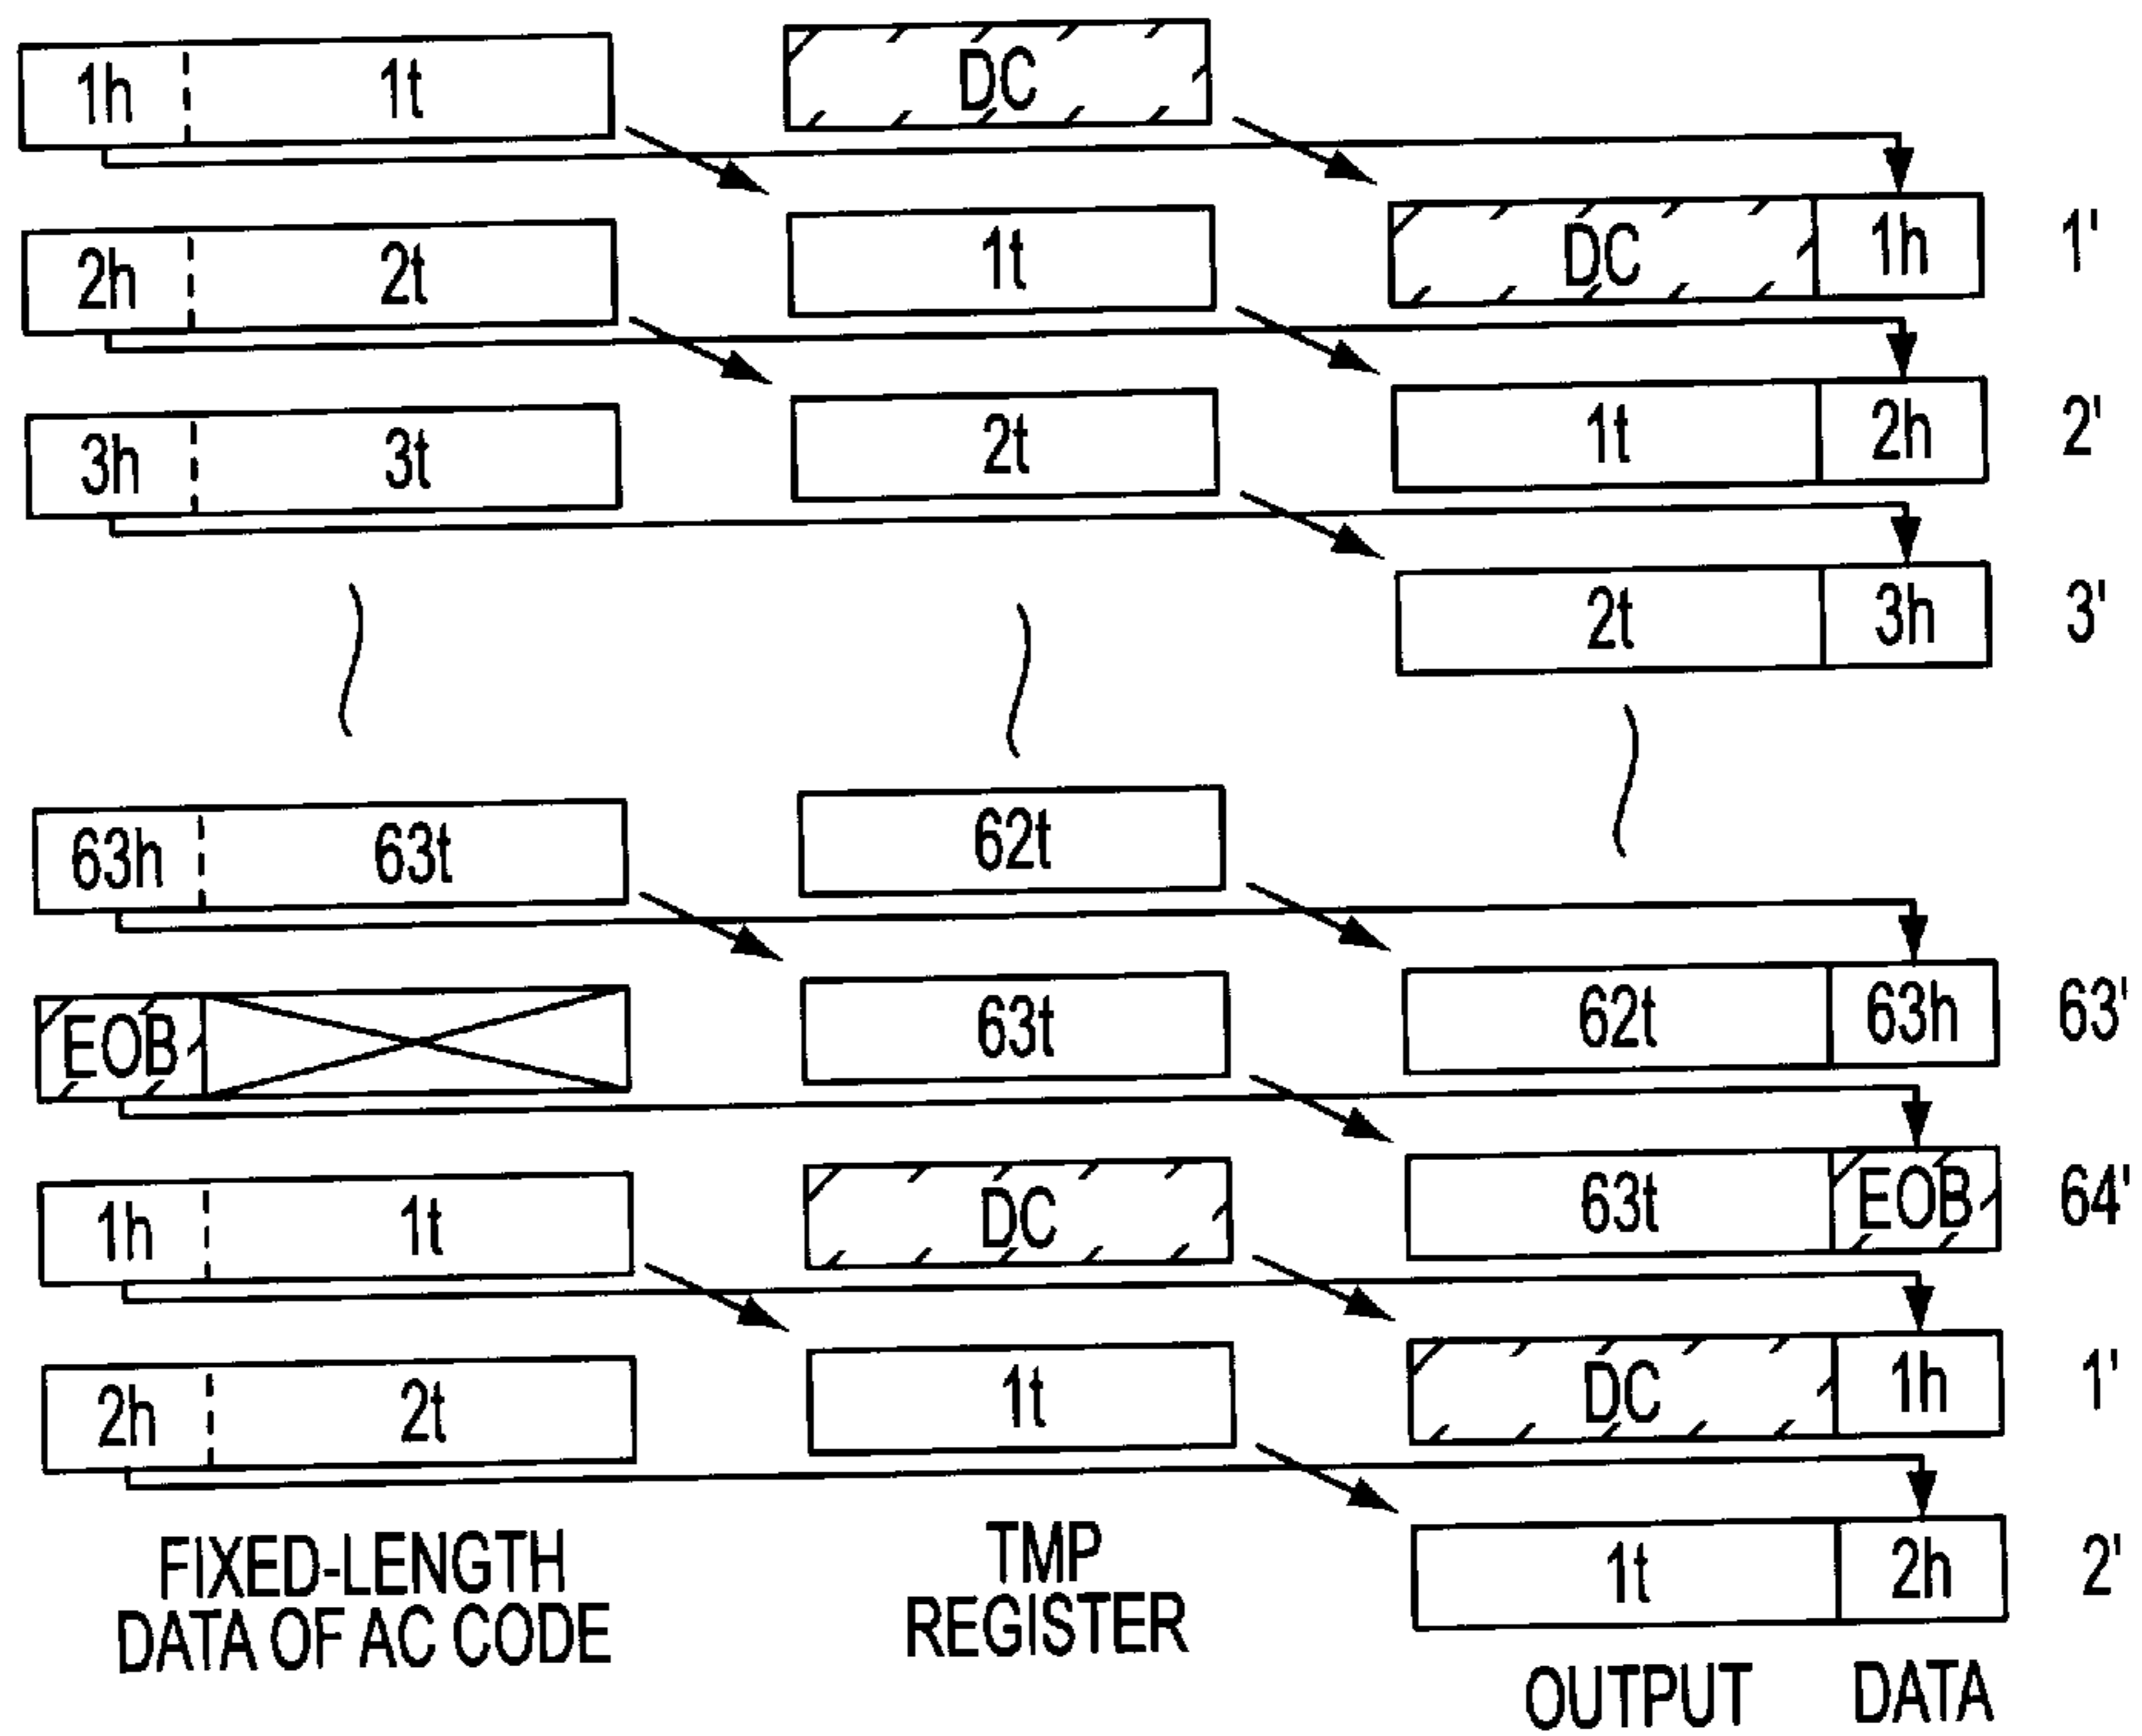 1h 1t DC
DC 1h 1'
2h 2t 1t
1t 2h 2'
3h 3t 2t
2t 3h 3'
63h 63t 62t
62t 63h 63'
EOB 63t
63t EOB 64'
1h 1t DC
DC 1h 1'
2h 2t 1t
1t 2h 2'
FIXED-LENGTH
DATA OF AC CODE
TMP
REGISTER
OUTPUT DATA